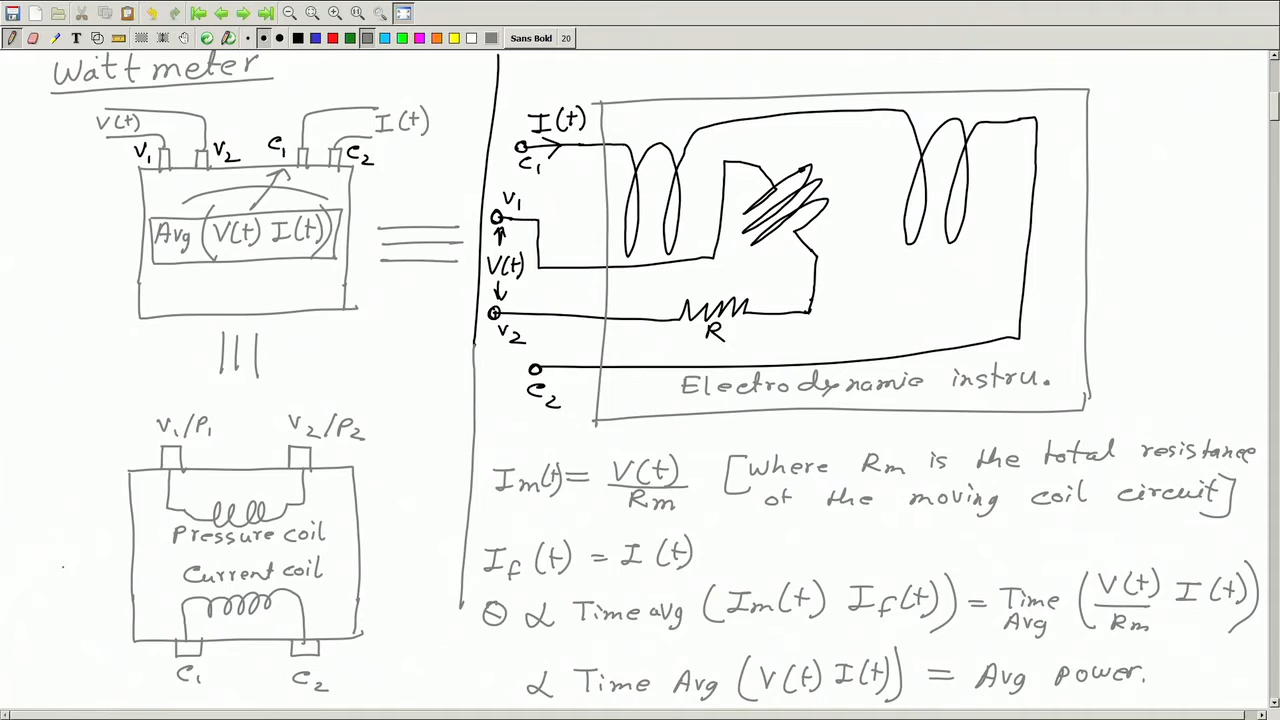 Sans Bold 20
Wattmeter
V(t) I(t)
V1 V2 C1 C2
Avg (V(t) I(t))
V1/P1 V2/P2
Pressure coil
Current coil
C1 C2
I(t)
C1
V1
V(t)
V2
R
C2
Electrodynamic instru.
Im(t) = V(t)/Rm [where Rm is the total resistance
of the moving coil circuit]
If(t) = I(t)
Θ α Time avg (Im(t) If(t)) = Time Avg (V(t)/Rm I(t))
α Time Avg (V(t) I(t)) = Avg power.